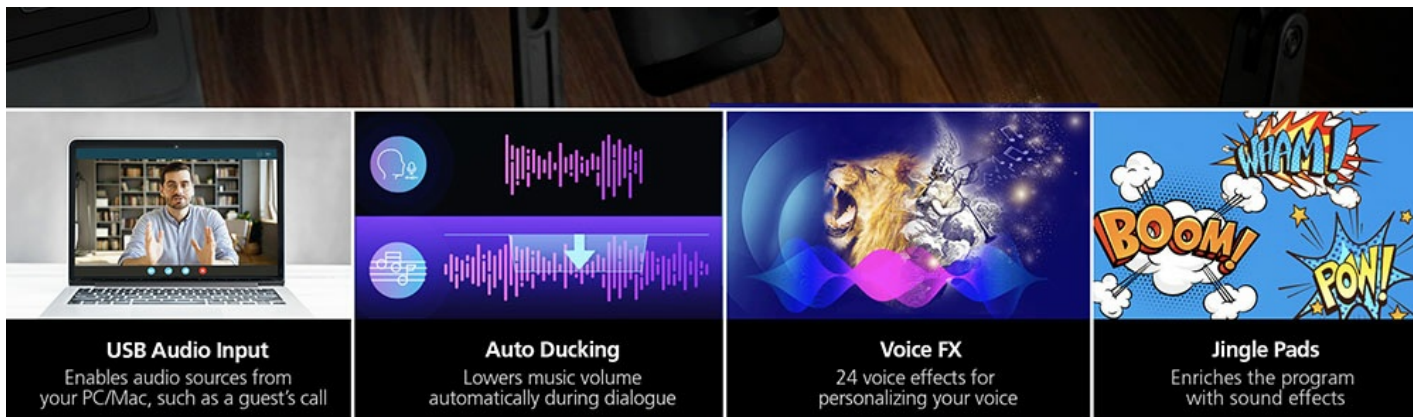 WHAM!
BOOM!
POW!
USB Audio Input
Enables audio sources from
your PC/Mac, such as a guest's call
Auto Ducking
Lowers music volume
automatically during dialogue
Voice FX
24 voice effects for
personalizing your voice
Jingle Pads
Enriches the program
with sound effects